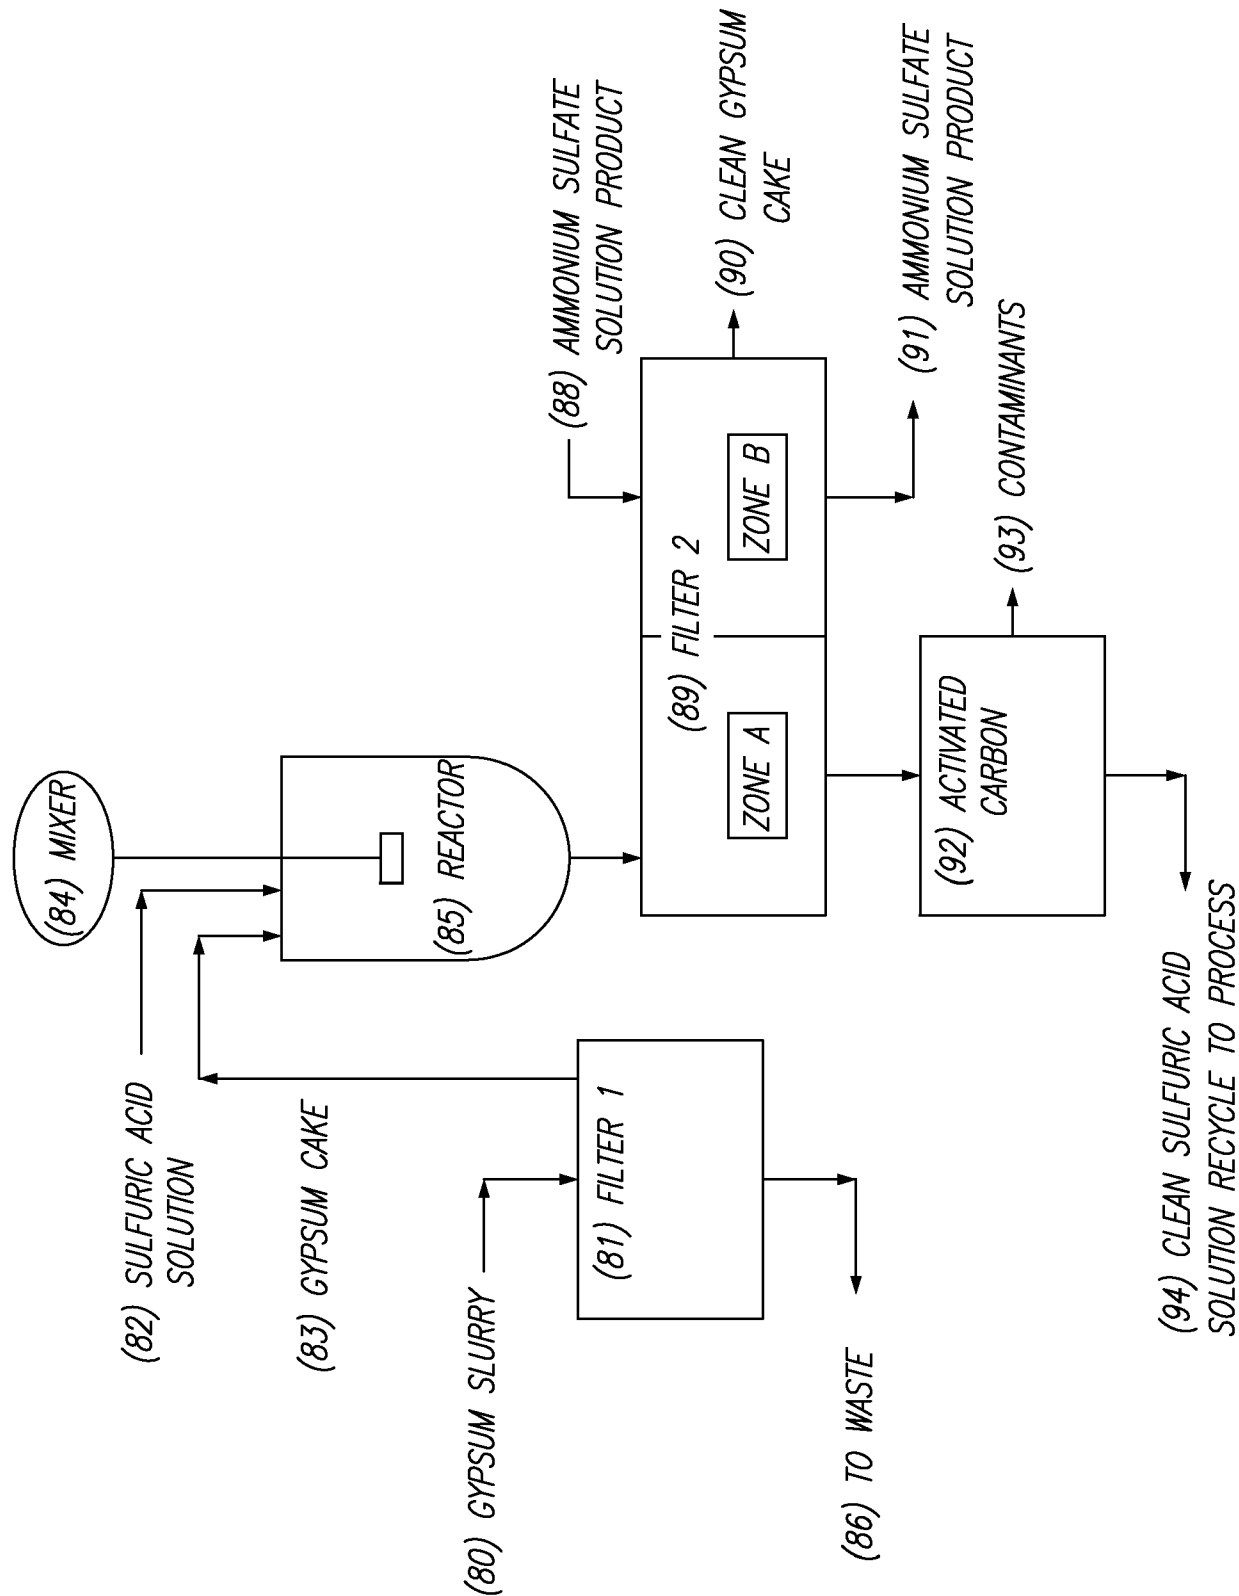 (84) MIXER
(82) SULFURIC ACID
SOLUTION
(83) GYPSUM CAKE
(85) REACTOR
(80) GYPSUM SLURRY
(81) FILTER 1
(86) TO WASTE
(88) AMMONIUM SULFATE
SOLUTION PRODUCT
(89) FILTER 2
ZONE A
ZONE B
(90) CLEAN GYPSUM
CAKE
(91) AMMONIUM SULFATE
SOLUTION PRODUCT
(92) ACTIVATED
CARBON
(93) CONTAMINANTS
(94) CLEAN SULFURIC ACID
SOLUTION RECYCLE TO PROCESS